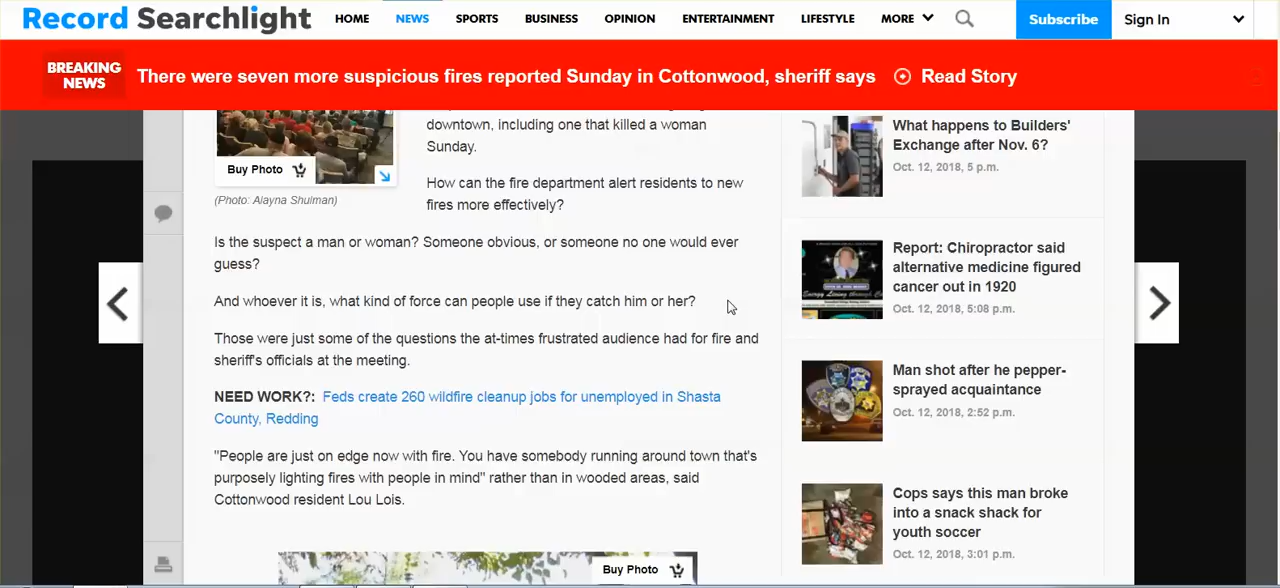 Record Searchlight
HOME NEWS SPORTS BUSINESS OPINION ENTERTAINMENT LIFESTYLE MORE
Subscribe Sign In
BREAKING
NEWS
There were seven more suspicious fires reported Sunday in Cottonwood, sheriff says Read Story
Buy Photo
(Photo: Alayna Shulman)
downtown, including one that killed a woman
Sunday.
How can the fire department alert residents to new
fires more effectively?
Is the suspect a man or woman? Someone obvious, or someone no one would ever
guess?
And whoever it is, what kind of force can people use if they catch him or her?
Those were just some of the questions the at-times frustrated audience had for fire and
sheriff's officials at the meeting.
NEED WORK?: Feds create 260 wildfire cleanup jobs for unemployed in Shasta
County, Redding
"People are just on edge now with fire. You have somebody running around town that's
purposely lighting fires with people in mind" rather than in wooded areas, said
Cottonwood resident Lou Lois.
Buy Photo
What happens to Builders'
Exchange after Nov. 6?
Oct. 12, 2018, 5 p.m.
Report: Chiropractor said
alternative medicine figured
cancer out in 1920
Oct. 12, 2018, 5:08 p.m.
Man shot after he pepper-
sprayed acquaintance
Oct. 12, 2018, 2:52 p.m.
Cops says this man broke
into a snack shack for
youth soccer
Oct. 12, 2018, 3:01 p.m.